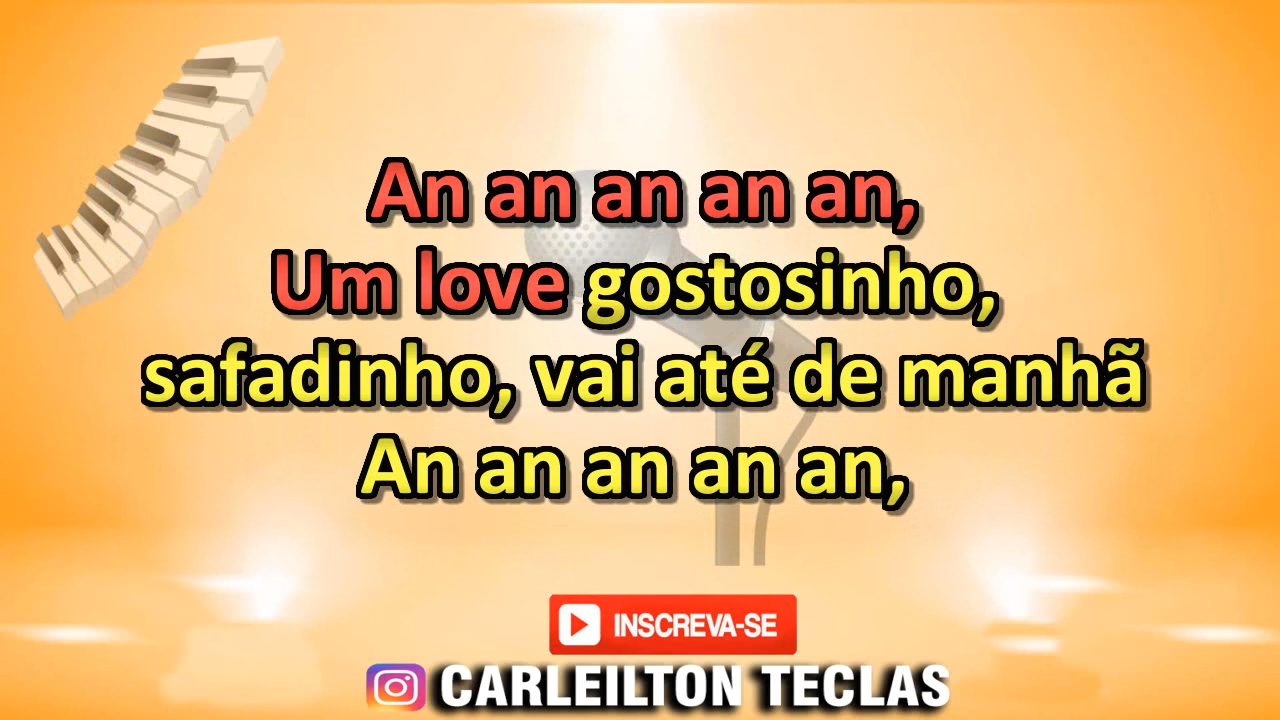 An an an an an,
Um love gostosinho,
safadinho, vai até de manhã
An an an an an,
INSCREVA-SE
CARLEILTON TECLAS